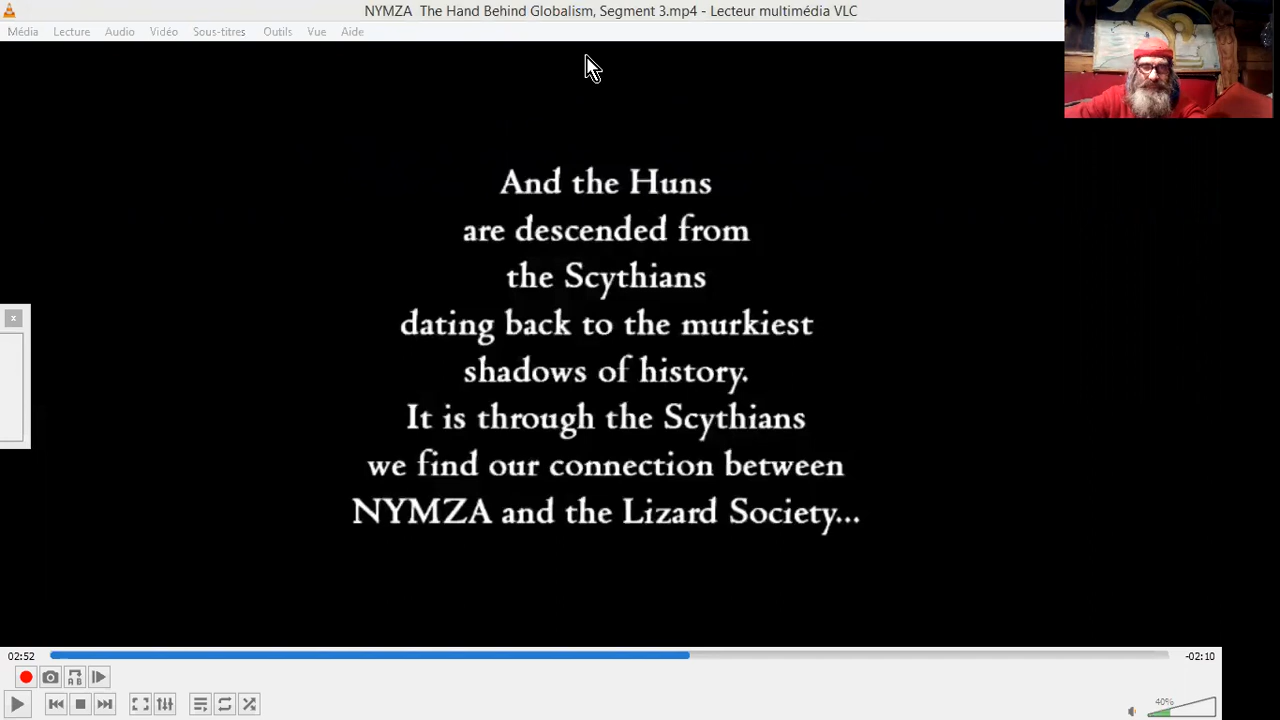 NYMZA  The Hand Behind Globalism, Segment 3.mp4 - Lecteur multimédia VLC
Média Lecture Audio Vidéo Sous-titres Outils Vue Aide
And the Huns
are descended from
the Scythians
dating back to the murkiest
shadows of history.
It is through the Scythians
we find our connection between
NYMZA and the Lizard Society...
02:52
-02:10
A B
40%